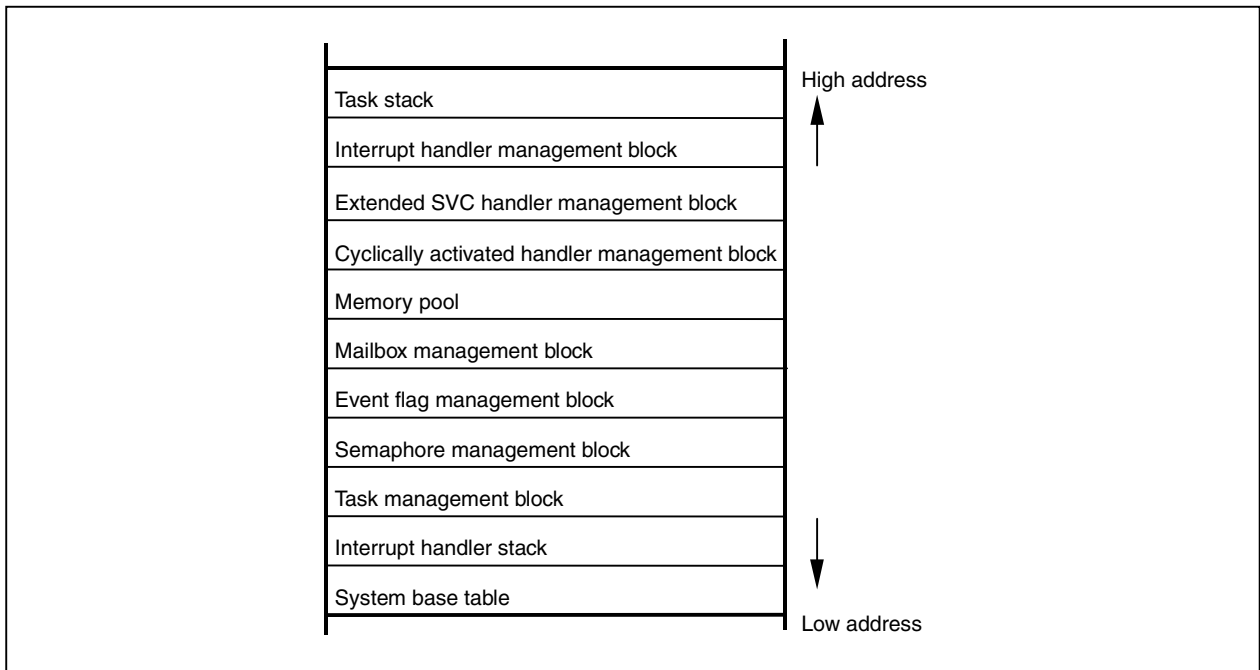 High address
Task stack
Interrupt handler management block
Extended SVC handler management block
Cyclically activated handler management block
Memory pool
Mailbox management block
Event flag management block
Semaphore management block
Task management block
Interrupt handler stack
System base table
Low address